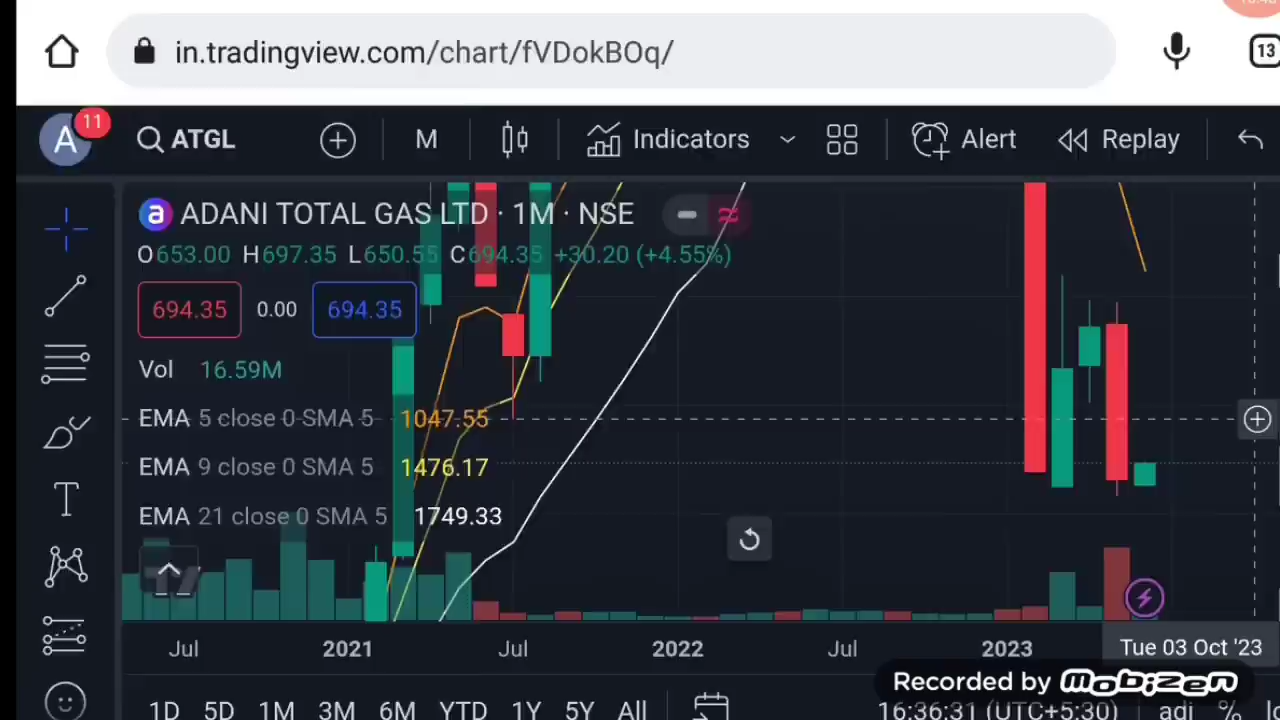 in.tradingview.com/chart/fVDokBOq/
13
A 11 ATGL M Indicators Alert Replay
ADANI TOTAL GAS LTD · 1M · NSE
O653.00 H697.35 L650.55 C694.35 +30.20 (+4.55%)
694.35 0.00 694.35
Vol 16.59M
EMA 5 close 0 SMA 5 1047.55
EMA 9 close 0 SMA 5 1476.17
EMA 21 close 0 SMA 5 1749.33
Jul 2021 Jul 2022 Jul 2023 Tue 03 Oct '23
Recorded by mobizen
1D 5D 1M 3M 6M YTD 1Y 5Y All 16:36:31 (UTC+5:30) adj %